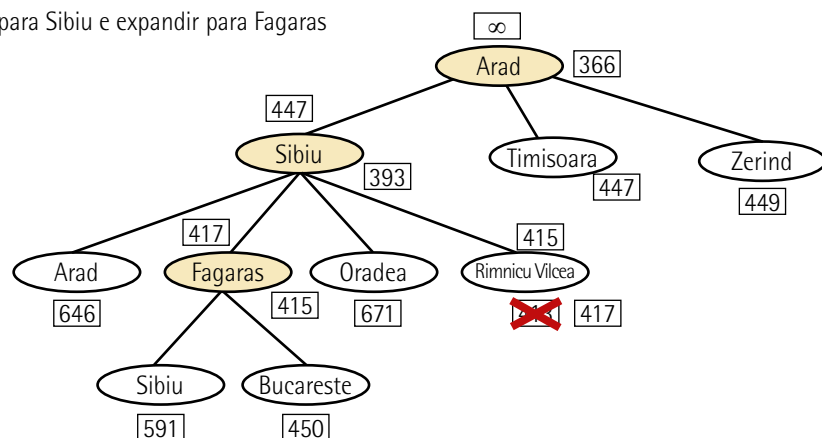 para Sibiu e expandir para Fagaras
∞
Arad 366
447
Sibiu
393
Timisoara
447
Zerind
449
417
415
Arad
Fagaras
Oradea
Rimnicu Vilcea
646
415
671
417
Sibiu
Bucareste
591
450